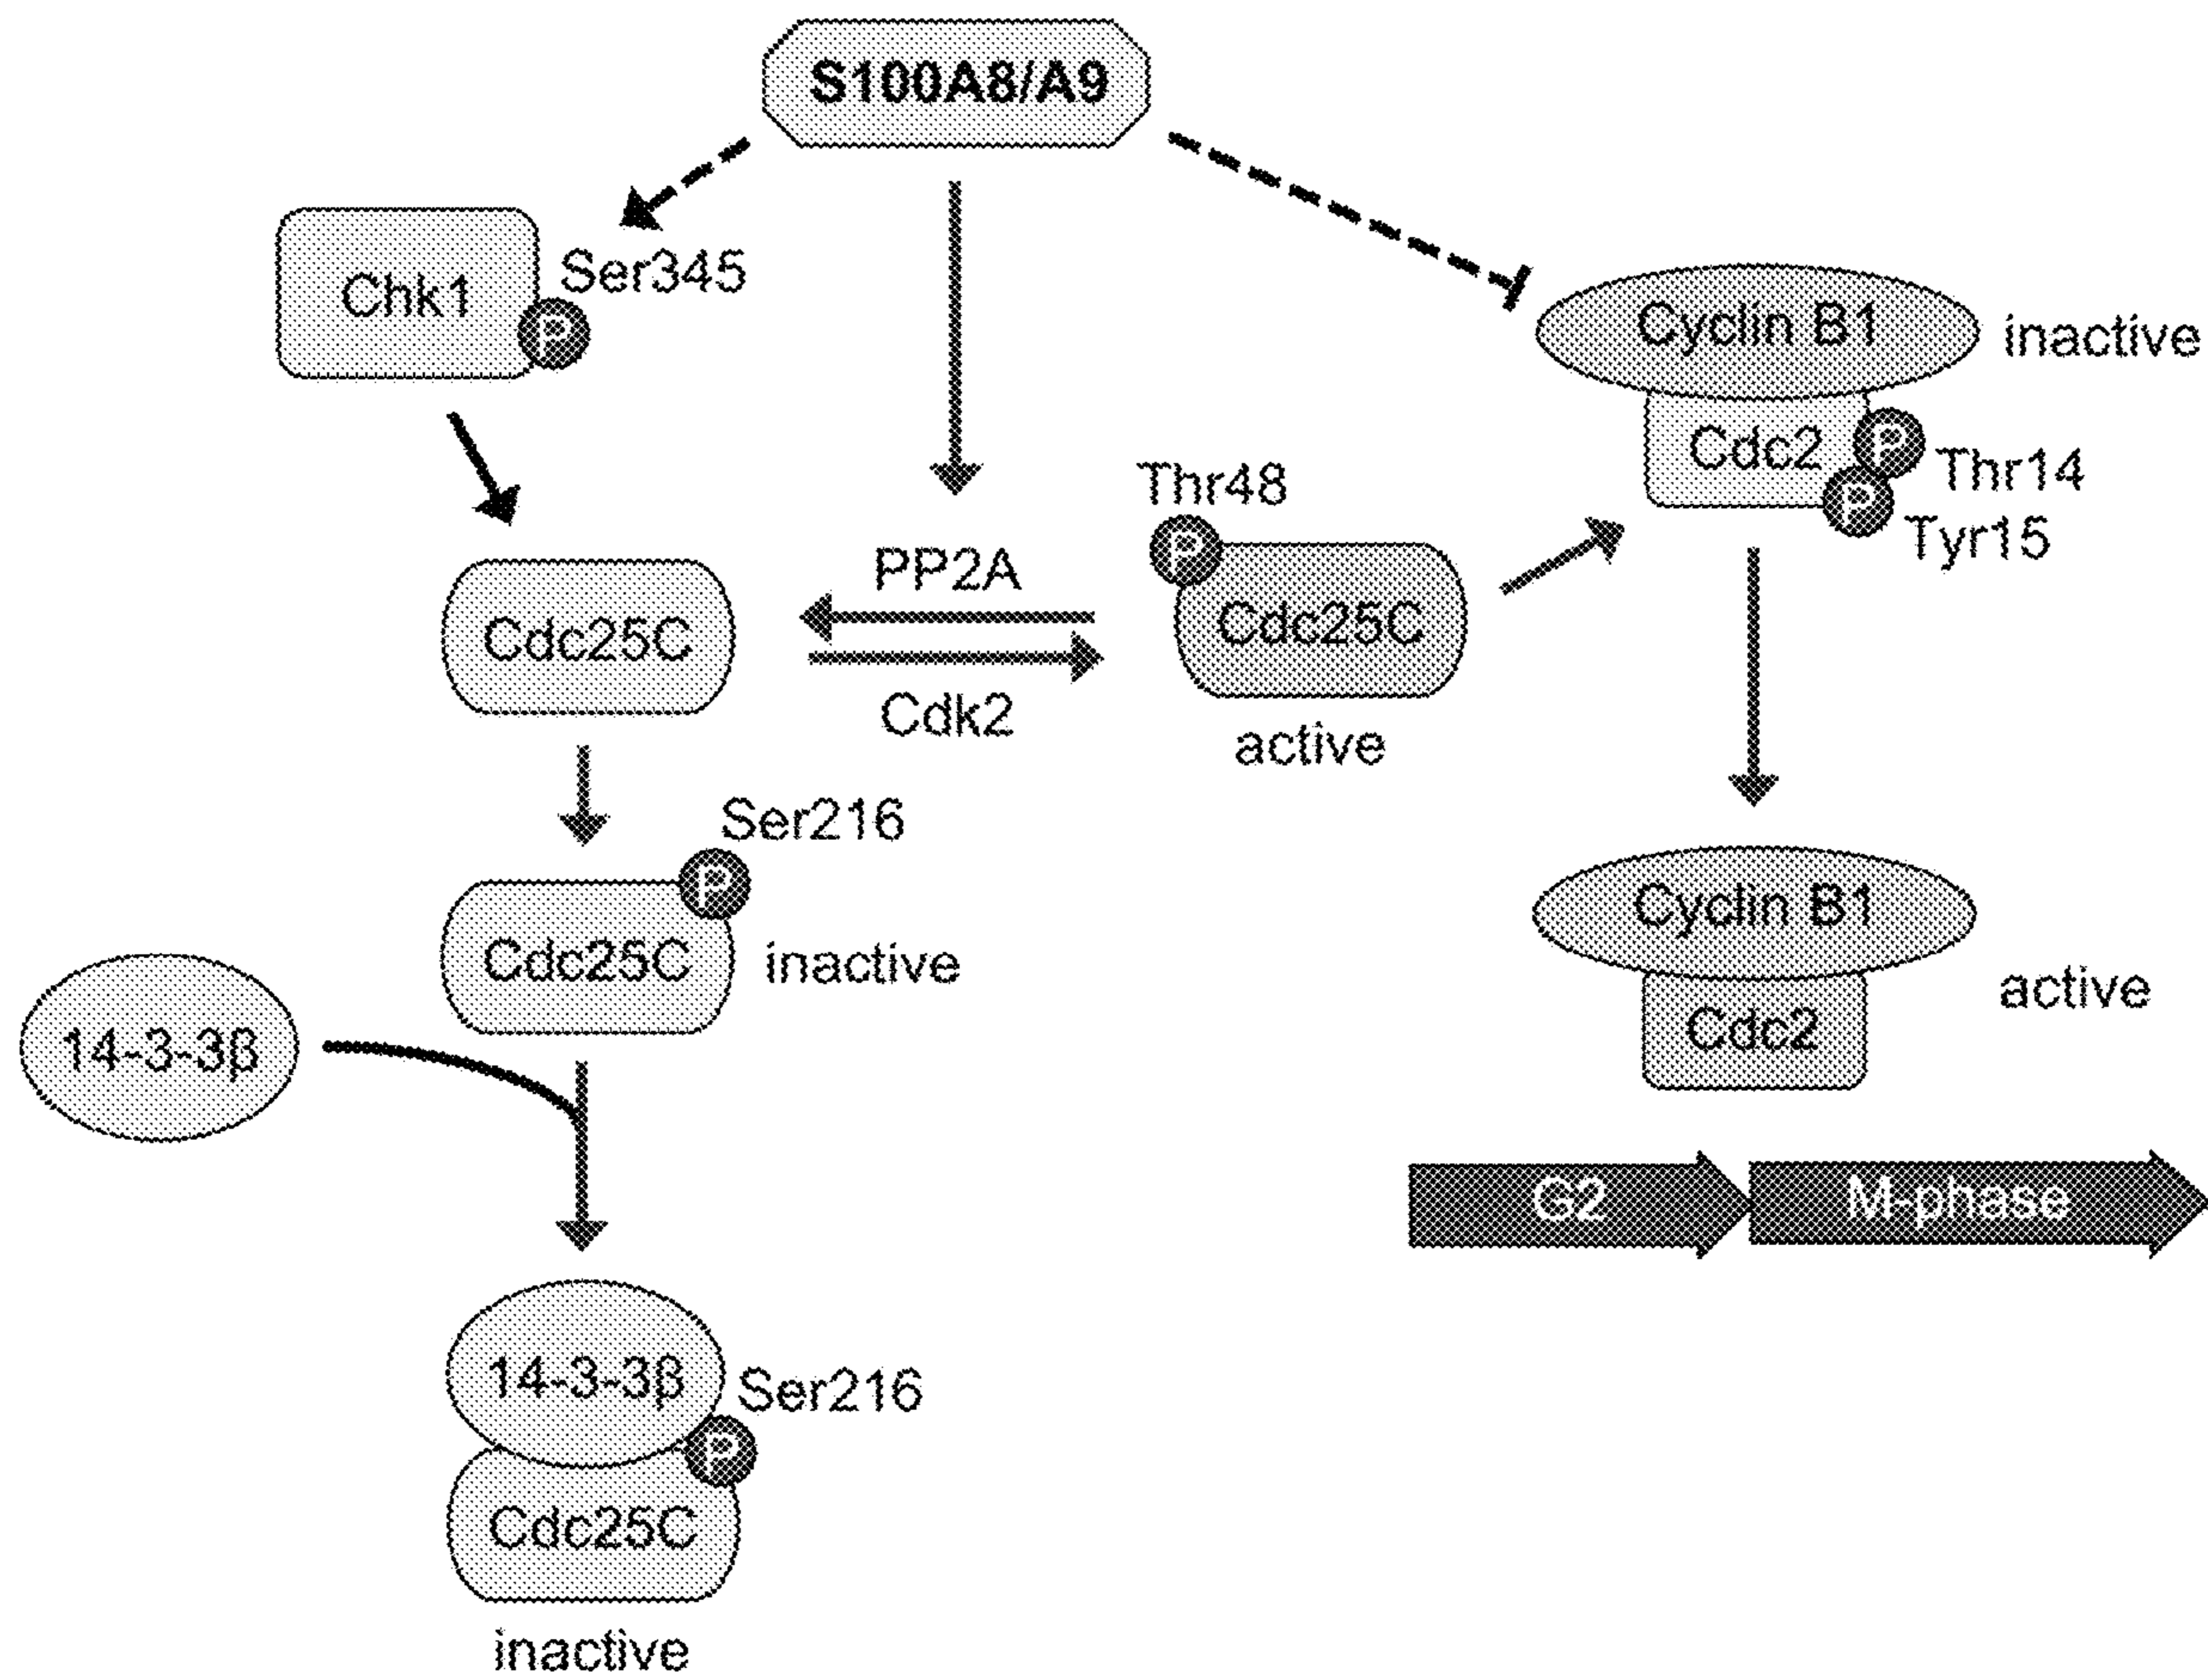 S100A8/A9
Chk1
Ser345
P
Cyclin B1
inactive
Cdc2
P
Thr14
P
Tyr15
Thr48
P
Cdc25C
active
PP2A
Cdk2
Cdc25C
Ser216
P
Cdc25C
inactive
14-3-3β
Cyclin B1
active
Cdc2
G2
M-phase
14-3-3β
Ser216
P
Cdc25C
inactive